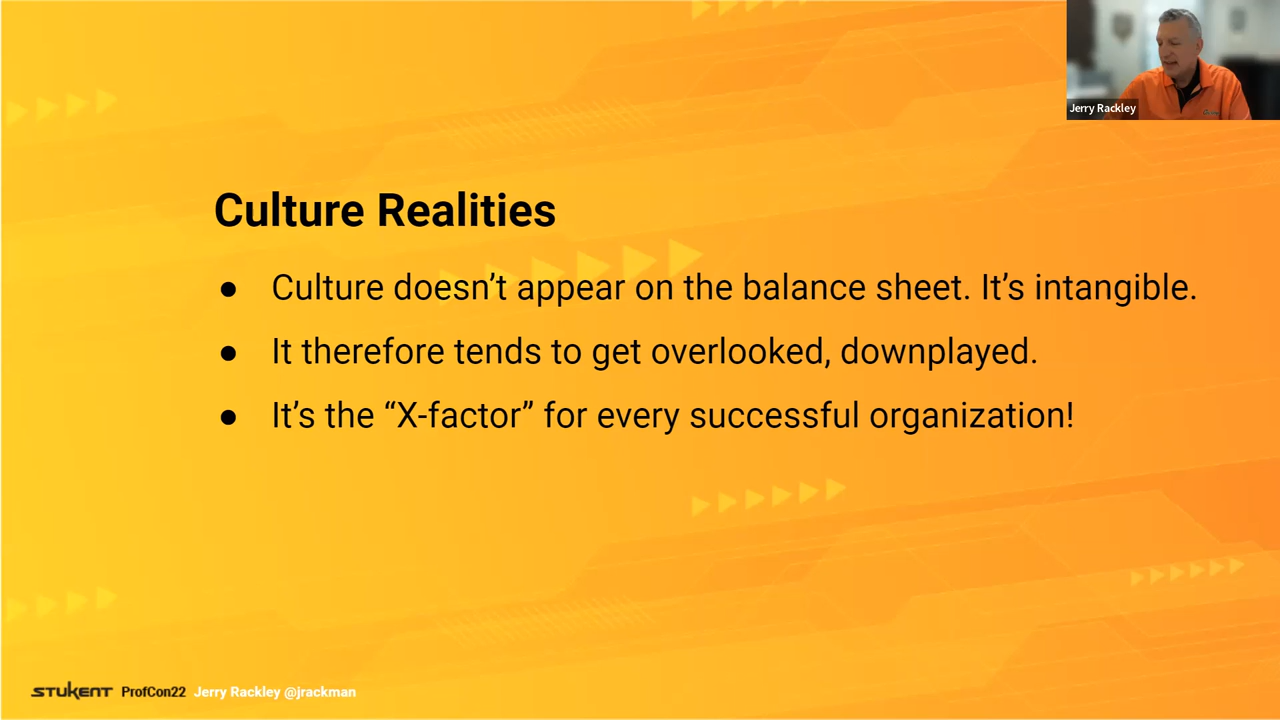 Jerry Rackley
Culture Realities
● Culture doesn’t appear on the balance sheet. It’s intangible.
● It therefore tends to get overlooked, downplayed.
● It’s the “X-factor” for every successful organization!
STUKENT ProfCon22 Jerry Rackley @jrackman